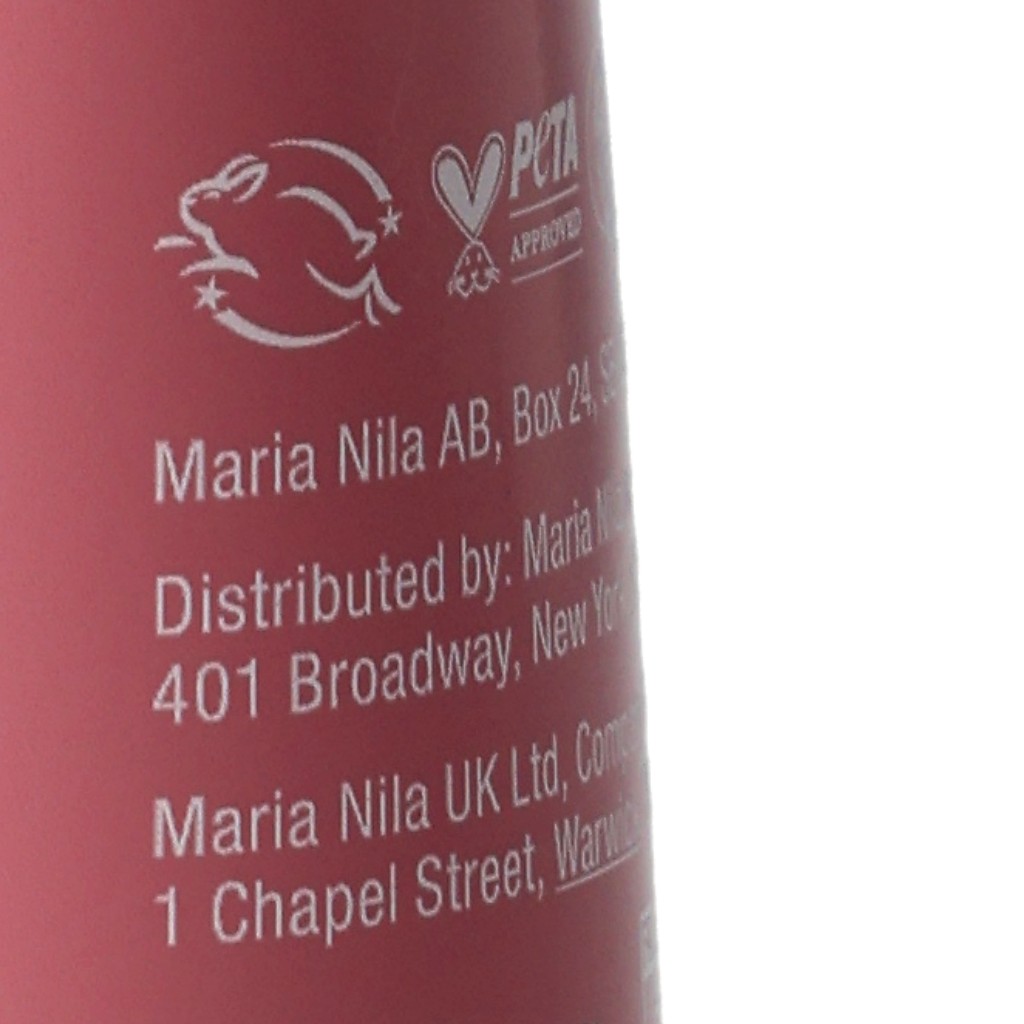 PETA
APPROVED
Maria Nila AB, Box 24,
Distributed by: Maria
401 Broadway, New
Maria Nila UK Ltd,
1 Chapel Street,